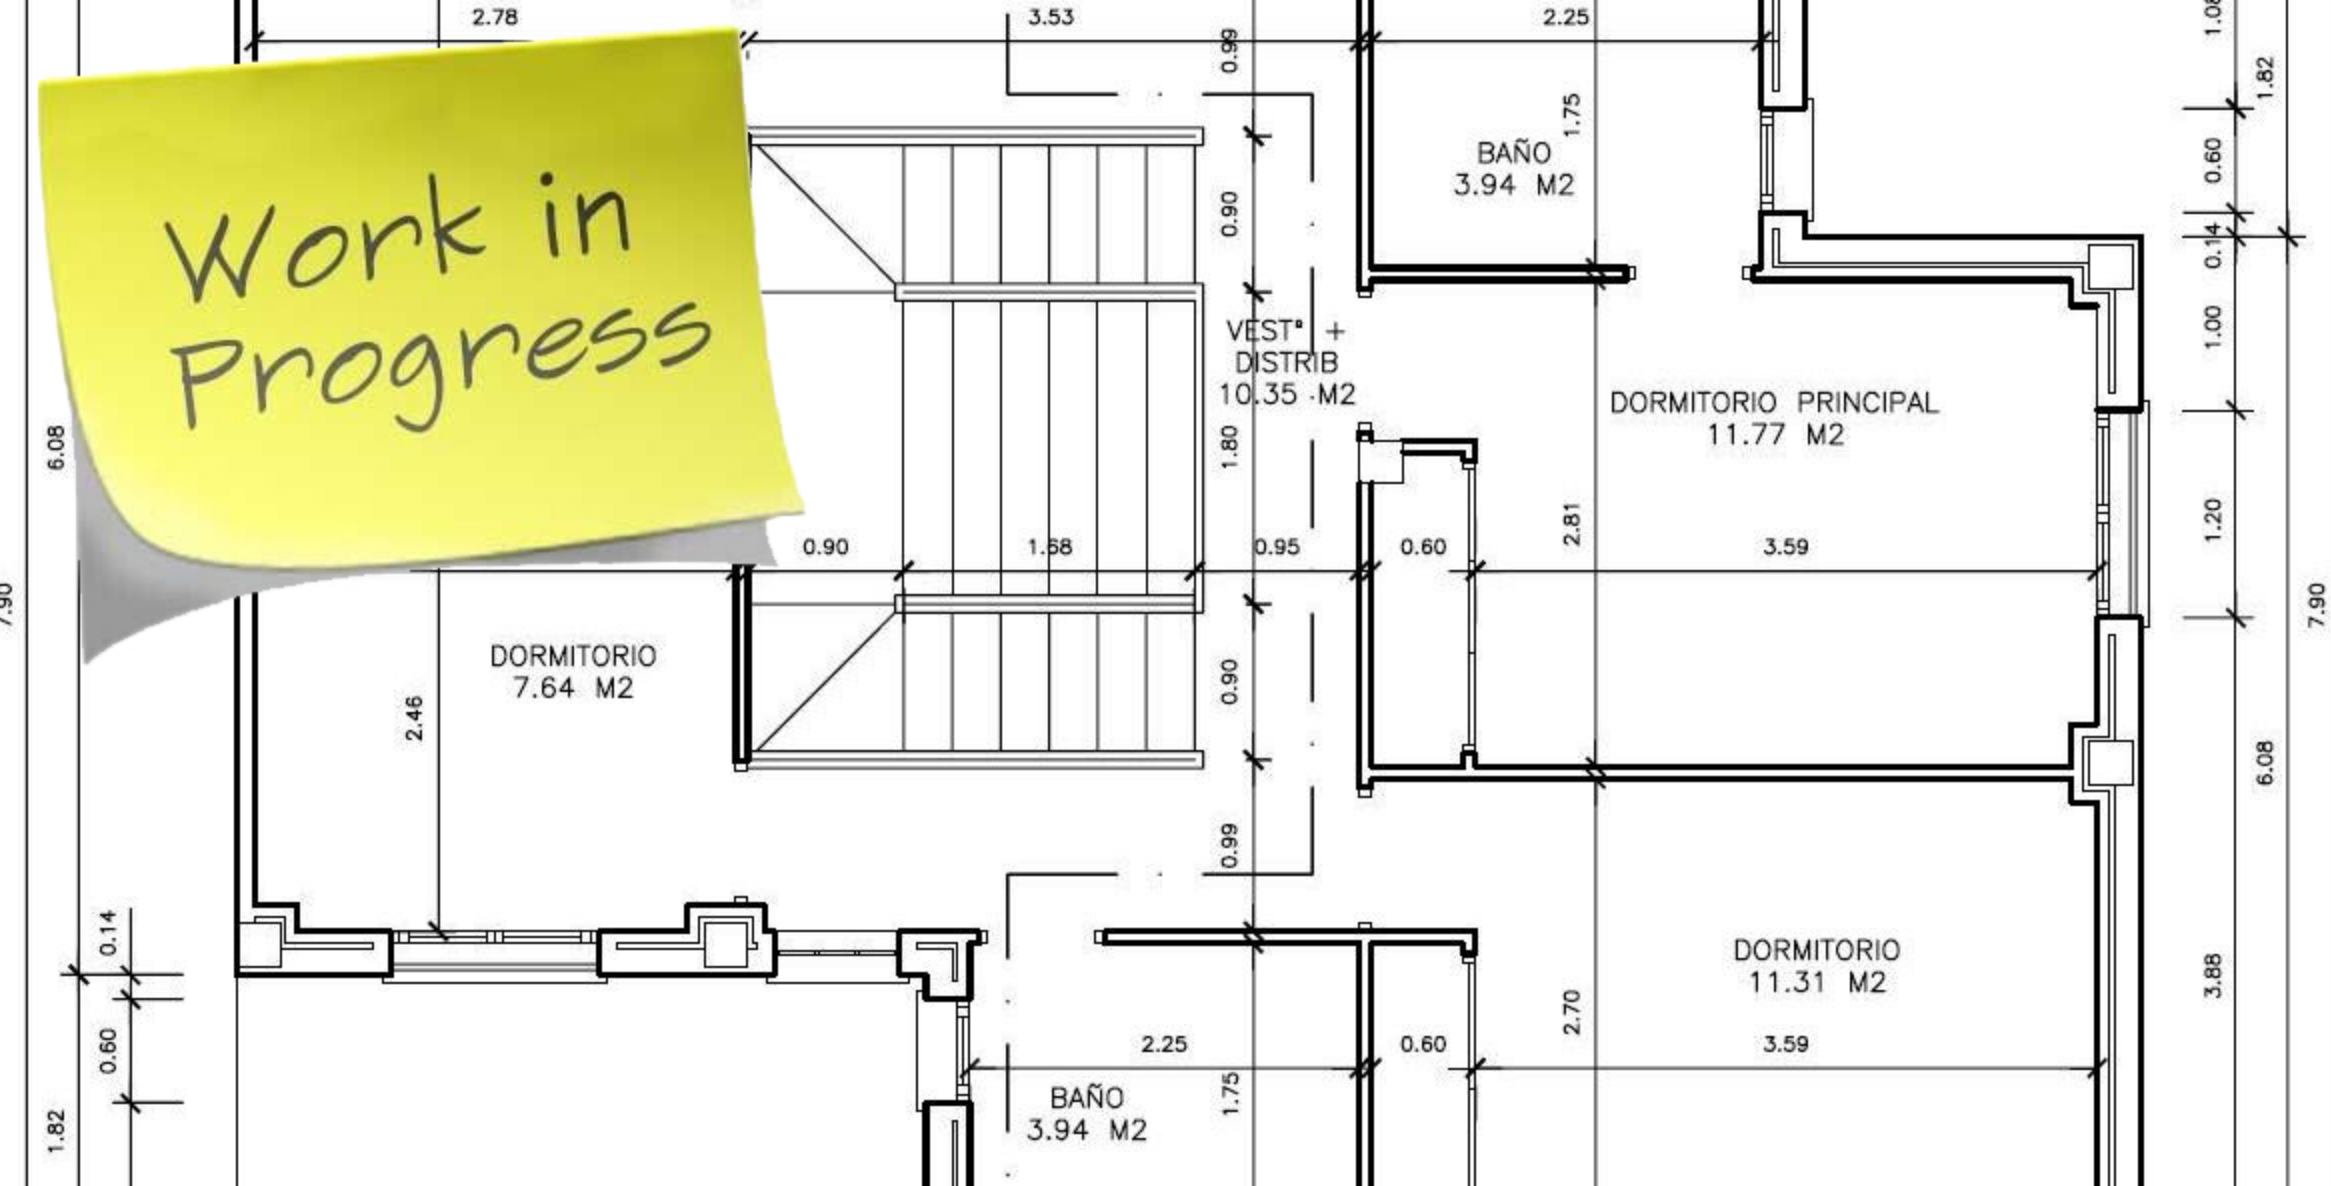 2.78
3.53
2.25
1.08
0.99
1.82
1.75
Work in
Progress
BAÑO
3.94 M2
0.60
0.90
0.14
VESTº +
DISTRIB
10.35 M2
1.00
DORMITORIO PRINCIPAL
11.77 M2
6.08
1.80
2.81
1.20
0.90
1.68
0.95
0.60
3.59
7.90
7.90
DORMITORIO
7.64 M2
0.90
2.46
6.08
0.99
0.14
DORMITORIO
11.31 M2
3.88
2.70
0.60
2.25
0.60
3.59
1.82
BAÑO
3.94 M2
1.75